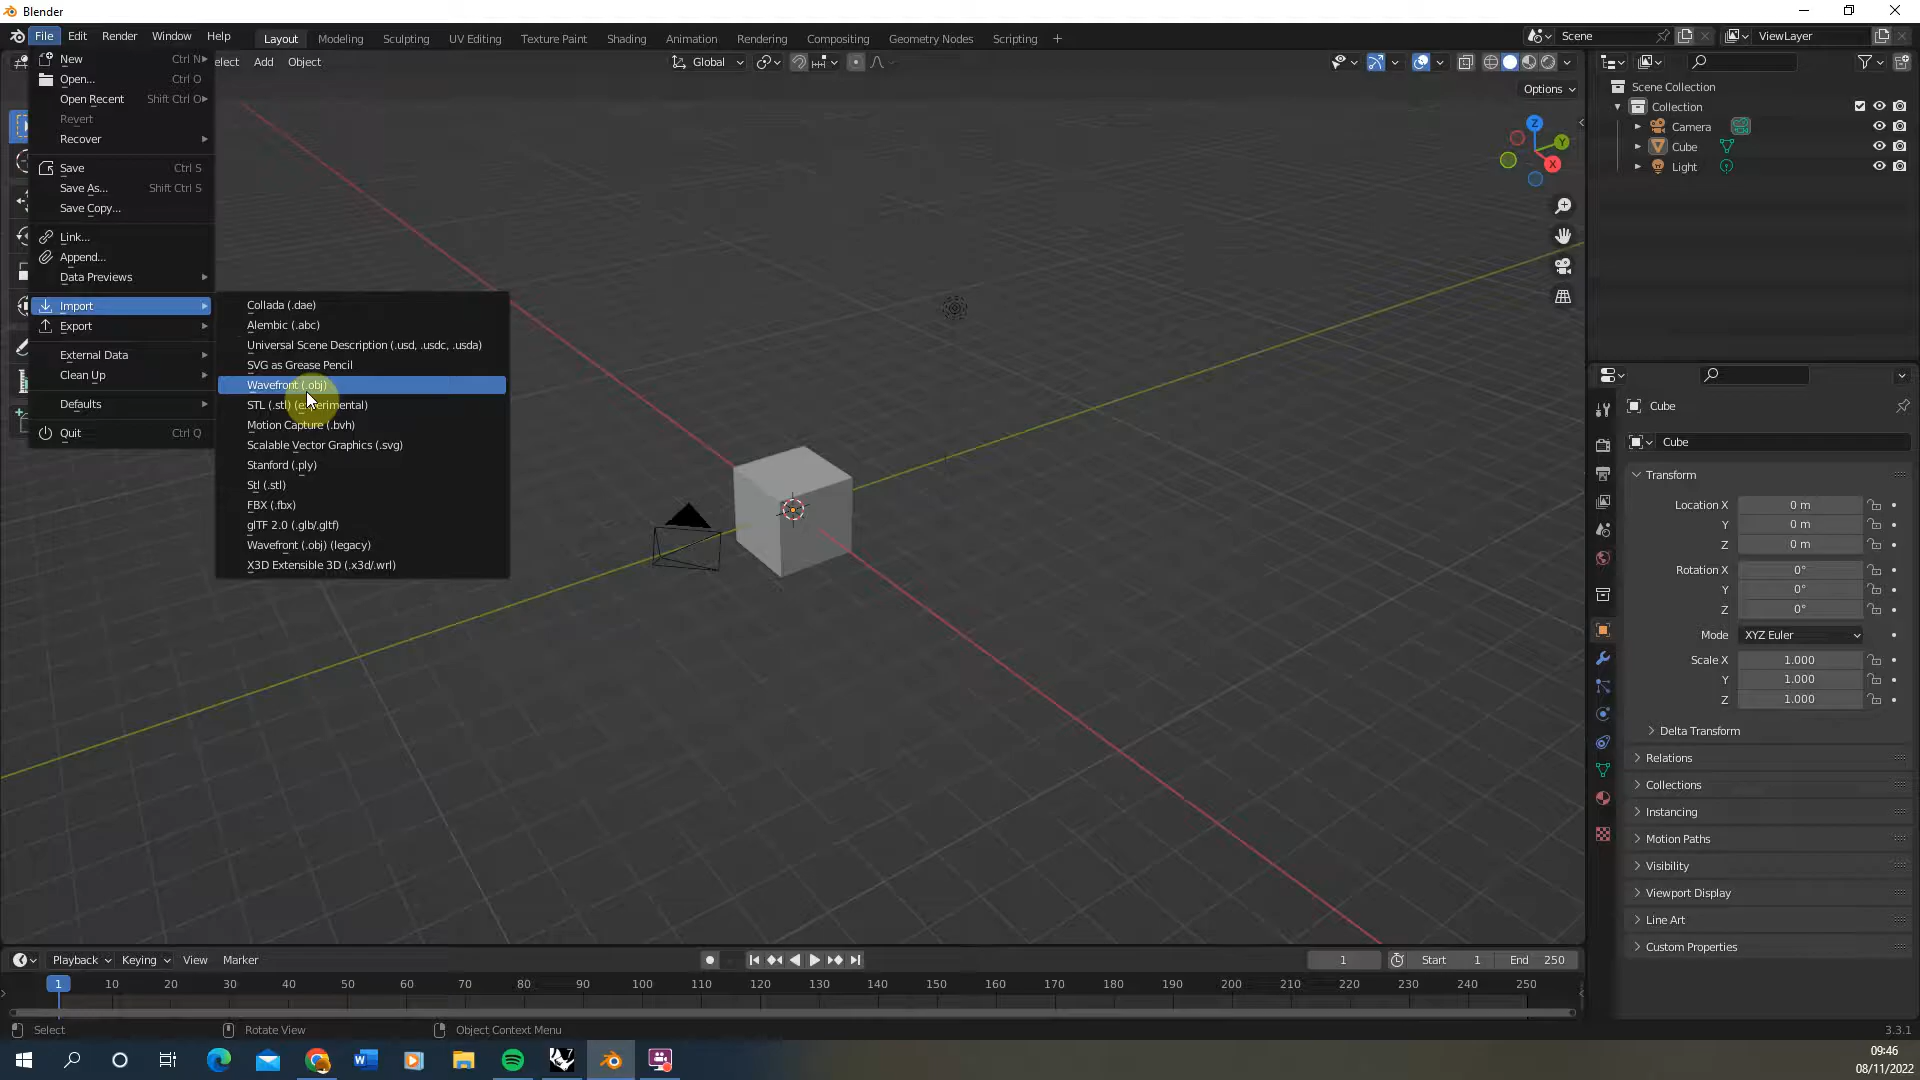 Blender
File Edit Render Window Help
Layout Modeling Sculpting UV Editing Texture Paint Shading Animation Rendering Compositing Geometry Nodes Scripting +
Scene
ViewLayer
elect Add Object
Global
Options
New Ctrl N
Open... Ctrl O
Open Recent Shift Ctrl O
Revert
Recover
Save Ctrl S
Save As... Shift Ctrl S
Save Copy...
Link...
Append...
Data Previews
Import
Export
External Data
Clean Up
Defaults
Quit Ctrl Q
Collada (.dae)
Alembic (.abc)
Universal Scene Description (.usd, .usdc, .usda)
SVG as Grease Pencil
Wavefront (.obj)
STL (.stl) (experimental)
Motion Capture (.bvh)
Scalable Vector Graphics (.svg)
Stanford (.ply)
Stl (.stl)
FBX (.fbx)
glTF 2.0 (.glb/.gltf)
Wavefront (.obj) (legacy)
X3D Extensible 3D (.x3d/.wrl)
Z
Y
X
Scene Collection
Collection
Camera
Cube
Light
Cube
Cube
Transform
Location X 0 m
Y 0 m
Z 0 m
Rotation X 0°
Y 0°
Z 0°
Mode XYZ Euler
Scale X 1.000
Y 1.000
Z 1.000
Delta Transform
Relations
Collections
Instancing
Motion Paths
Visibility
Viewport Display
Line Art
Custom Properties
Playback Keying View Marker
1 Start 1 End 250
1 10 20 30 40 50 60 70 80 90 100 110 120 130 140 150 160 170 180 190 200 210 220 230 240 250
Select Rotate View Object Context Menu
3.3.1
09:46
08/11/2022